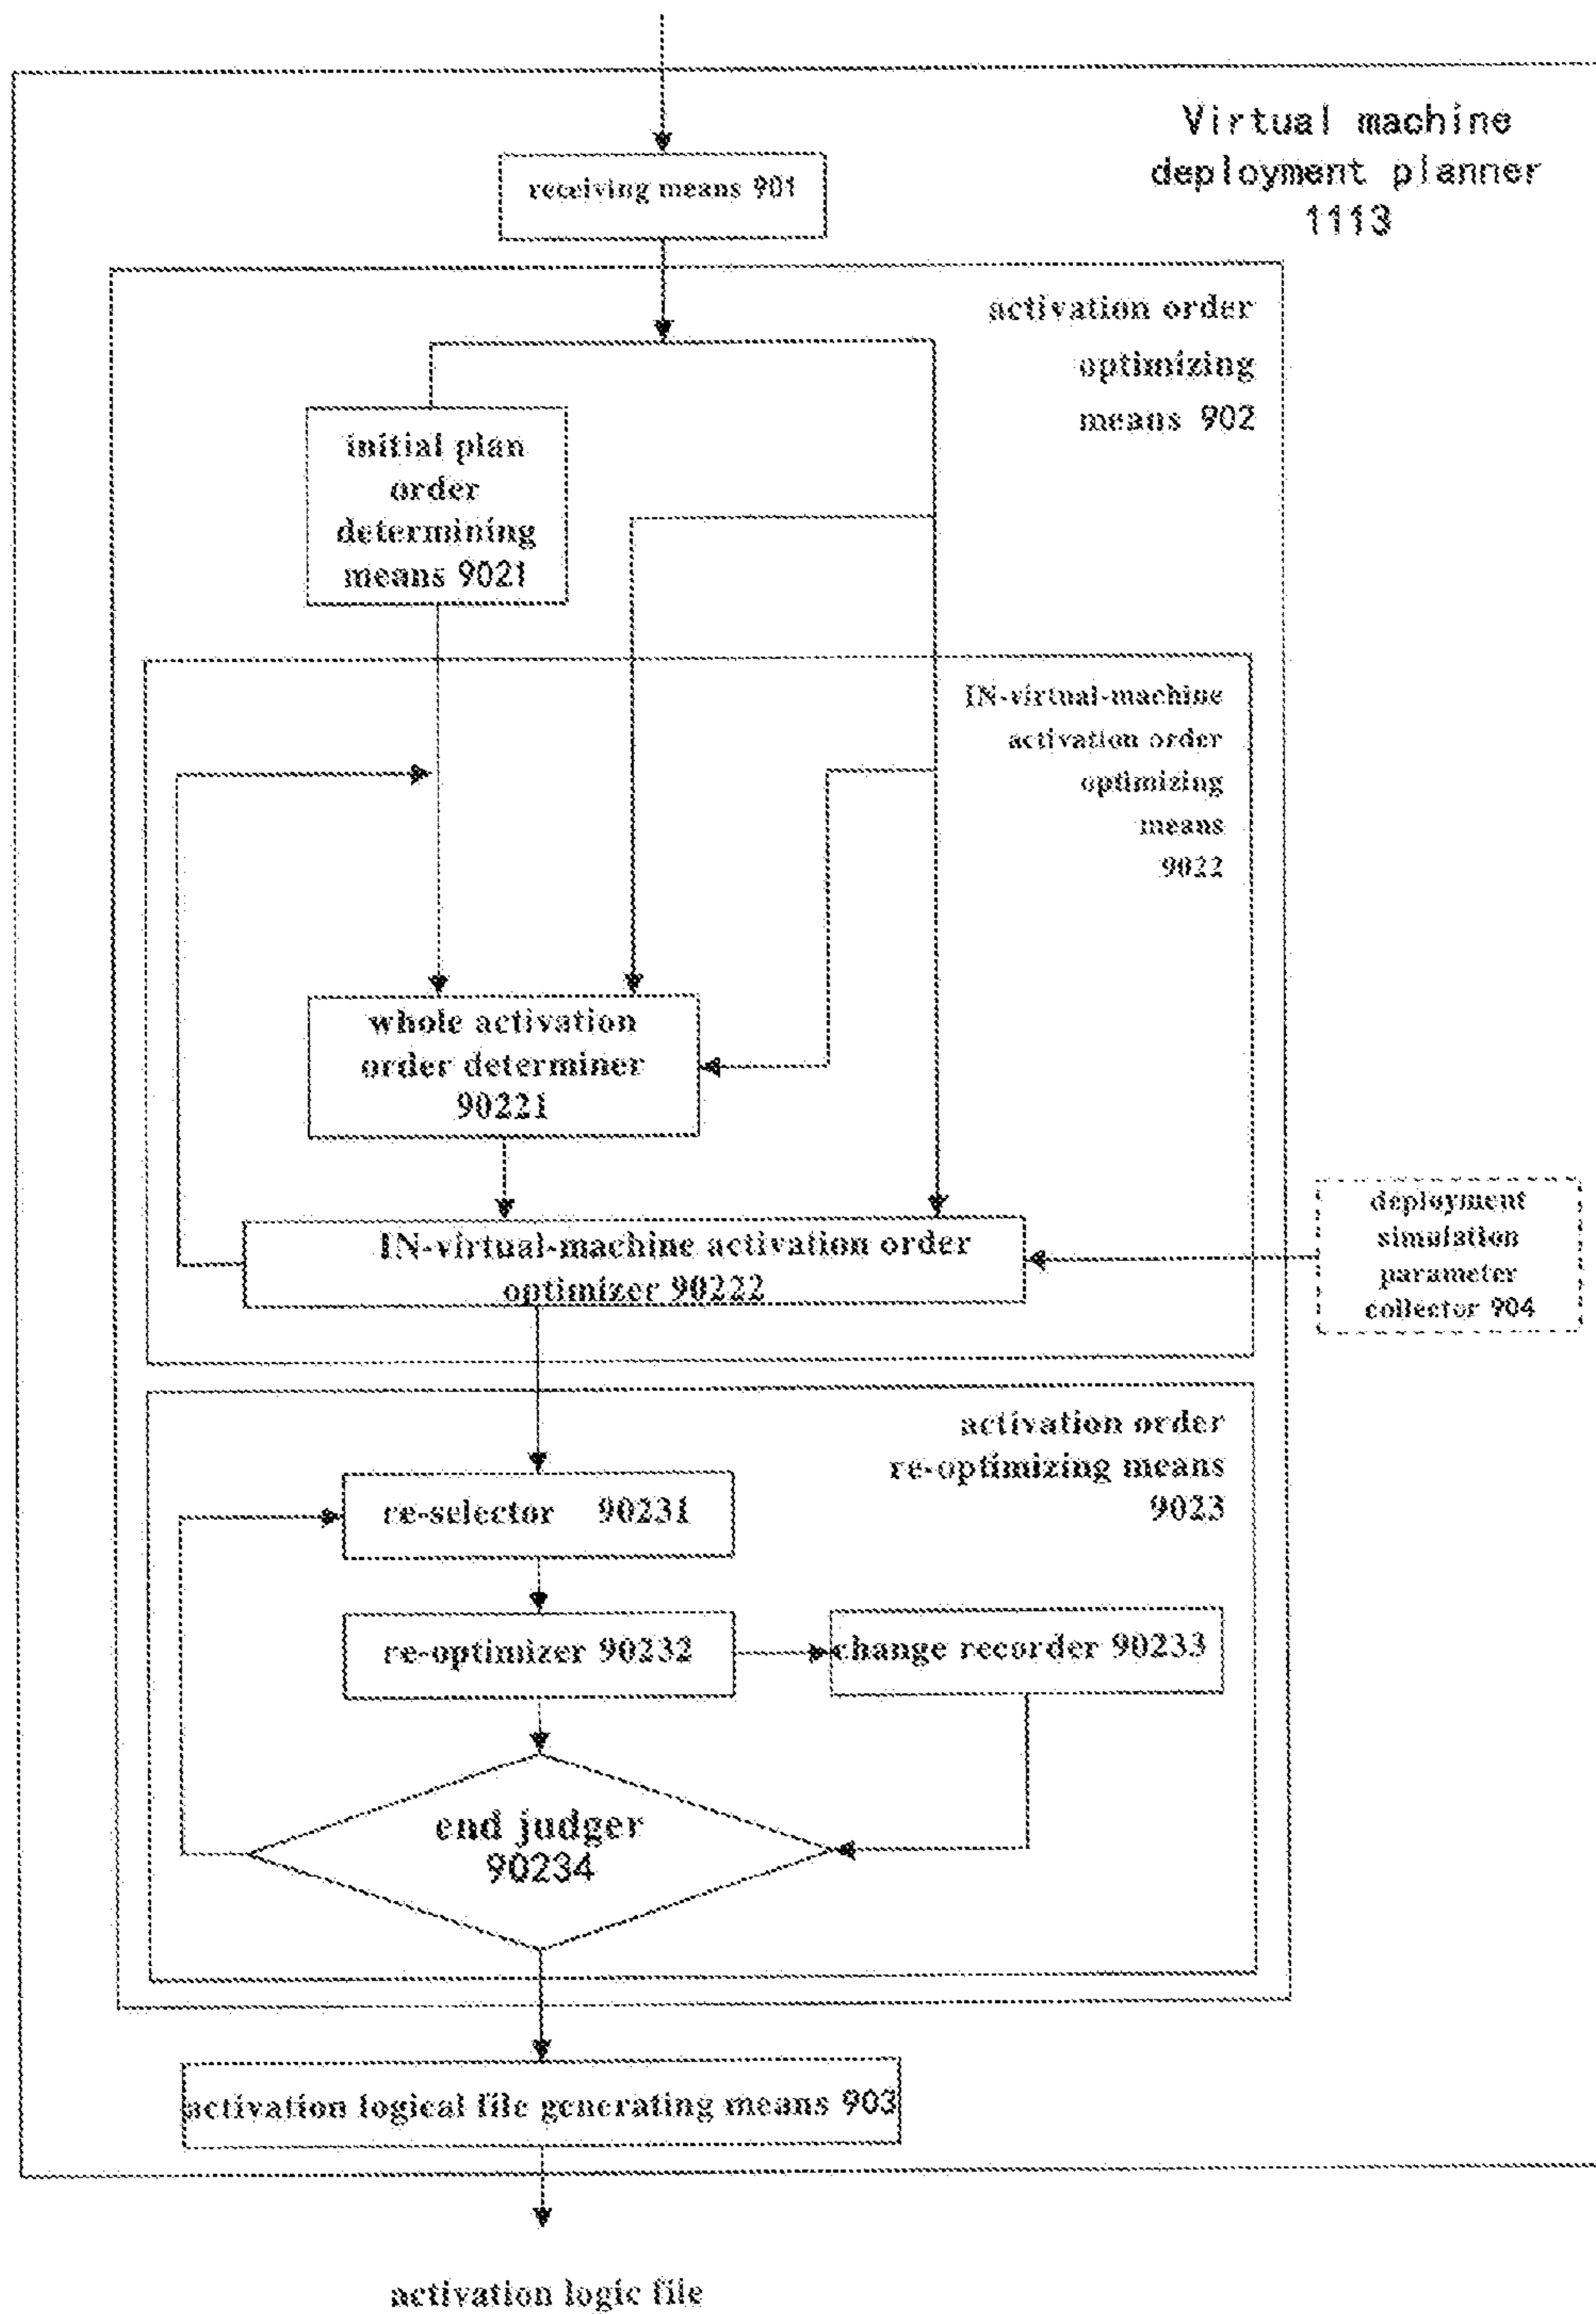 Virtual machine
deployment planner
1113
receiving means 901
activation order
optimizing
means 902
initial plan
order
determining
means 9021
IN-virtual-machine
activation order
optimizing
means
9022
whole activation
order determiner
90221
IN-virtual-machine activation order
optimizer 90222
deployment
simulation
parameter
collector 904
activation order
re-optimizing means
9023
re-selector 90231
re-optimizer 90232
change recorder 90233
end judger
90234
activation logical file generating means 903
activation logic file